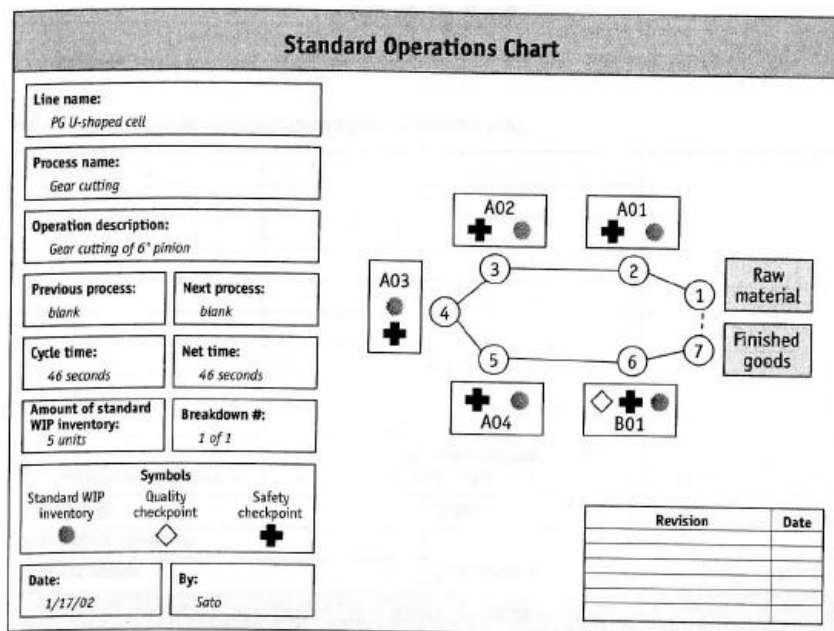 Standard Operations Chart
Line name:
PG U-shaped cell
Process name:
Gear cutting
Operation description:
Gear cutting of 6" pinion
Previous process:
blank
Next process:
blank
Cycle time:
46 seconds
Net time:
46 seconds
Amount of standard
WIP inventory:
5 units
Breakdown #:
1 of 1
Symbols
Standard WIP
inventory
Quality
checkpoint
Safety
checkpoint
Date:
1/17/02
By:
Sato
A02
A01
A03
3
2
1
Raw
material
4
5
6
7
Finished
goods
A04
B01
Revision
Date